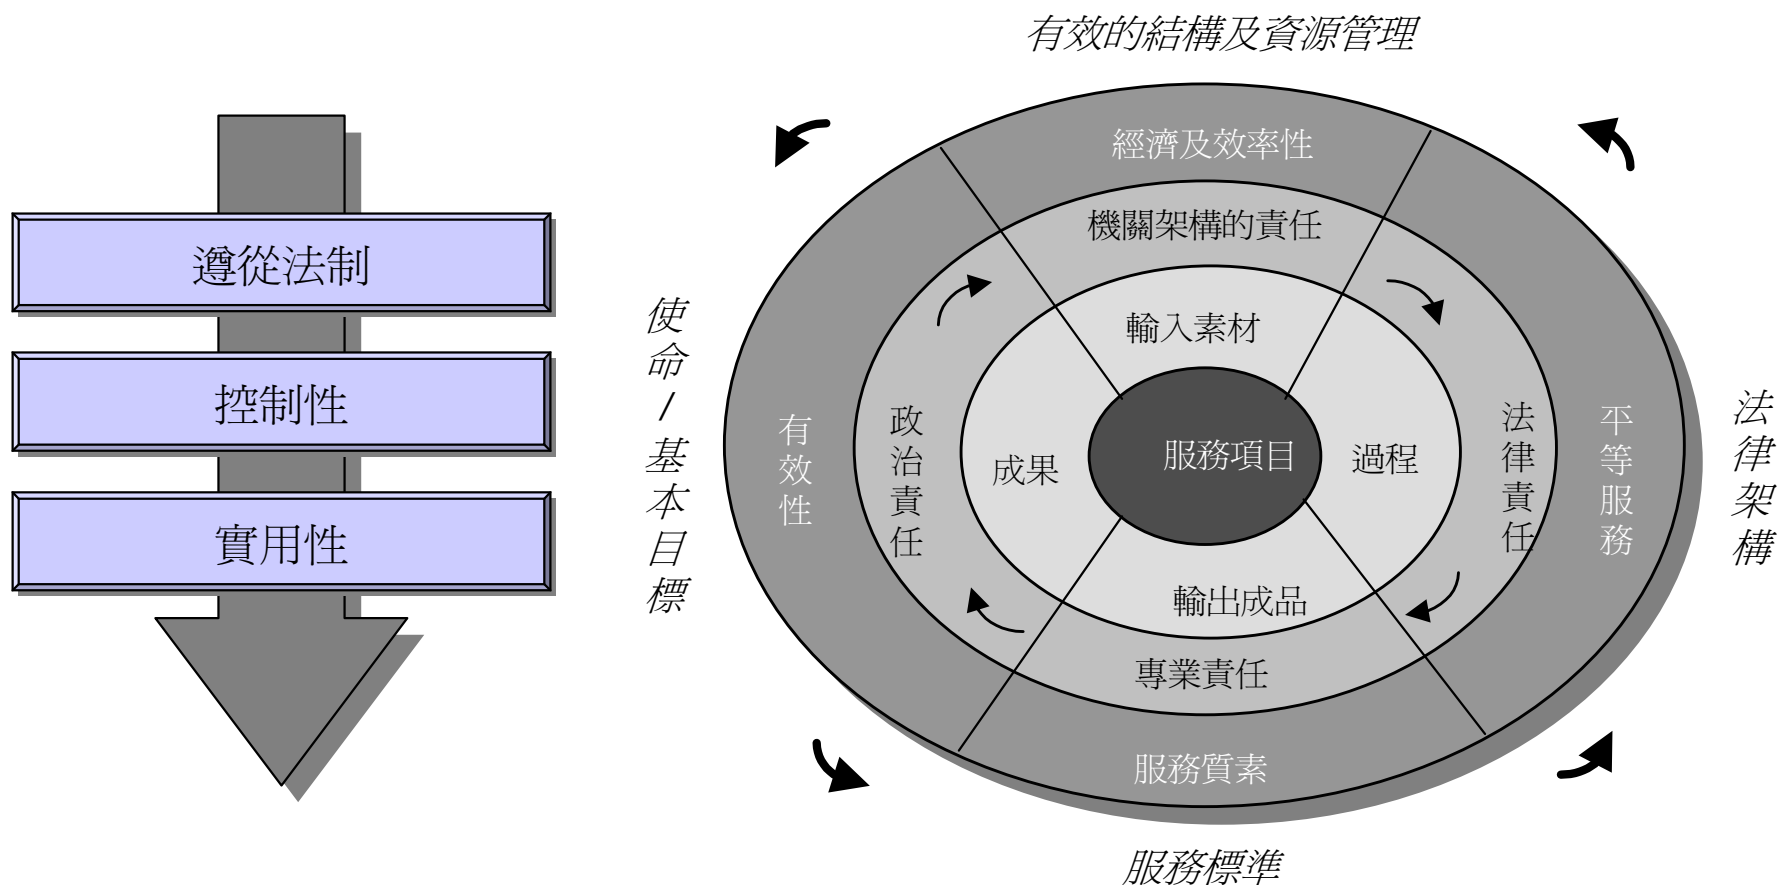 遵從法制
控制性
實用性
有效的結構及資源管理
經濟及效率性
機關架構的責任
輸入素材
使命/基本目標
有效性
政治責任
成果
服務項目
過程
法律責任
平等服務
法律架構
輸出成品
專業責任
服務質素
服務標準